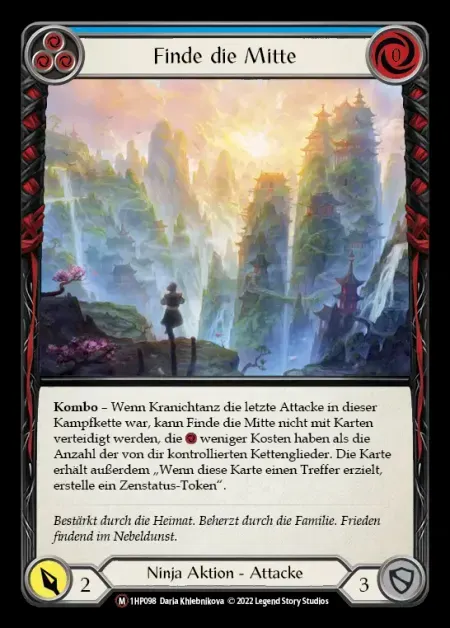 Finde die Mitte
0
Kombo – Wenn Kranichtanz die letzte Attacke in dieser
Kampfkette war, kann Finde die Mitte nicht mit Karten
verteidigt werden, die weniger Kosten haben als die
Anzahl der von dir kontrollierten Kettenglieder. Die Karte
erhält außerdem „Wenn diese Karte einen Treffer erzielt,
erstelle ein Zenstatus-Token“.
Bestärkt durch die Heimat. Beherzt durch die Familie. Frieden
findend im Nebeldunst.
2
Ninja Aktion - Attacke
3
M 1HP098 Daria Khlebnikova © 2022 Legend Story Studios